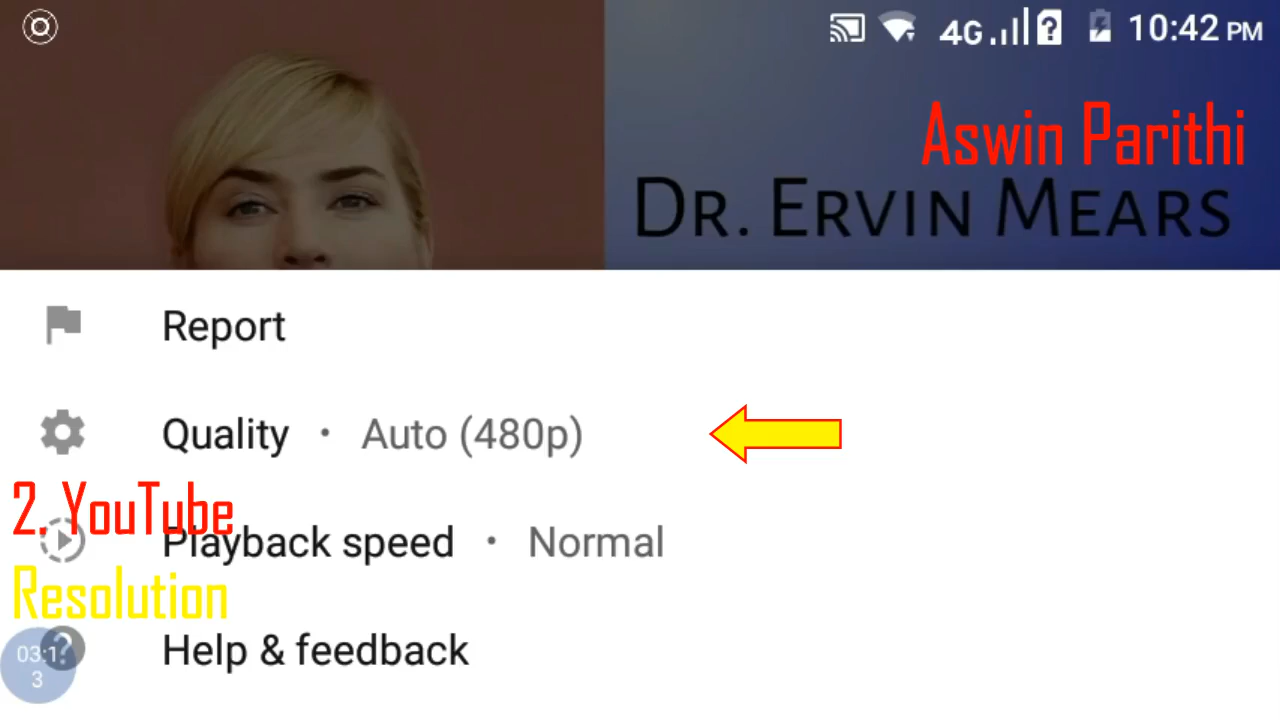 4G 10:42 PM
Aswin Parithi
DR. ERVIN MEARS
Report
Quality • Auto (480p)
2. YouTube
Playback speed • Normal
Resolution
Help & feedback
03:1
3